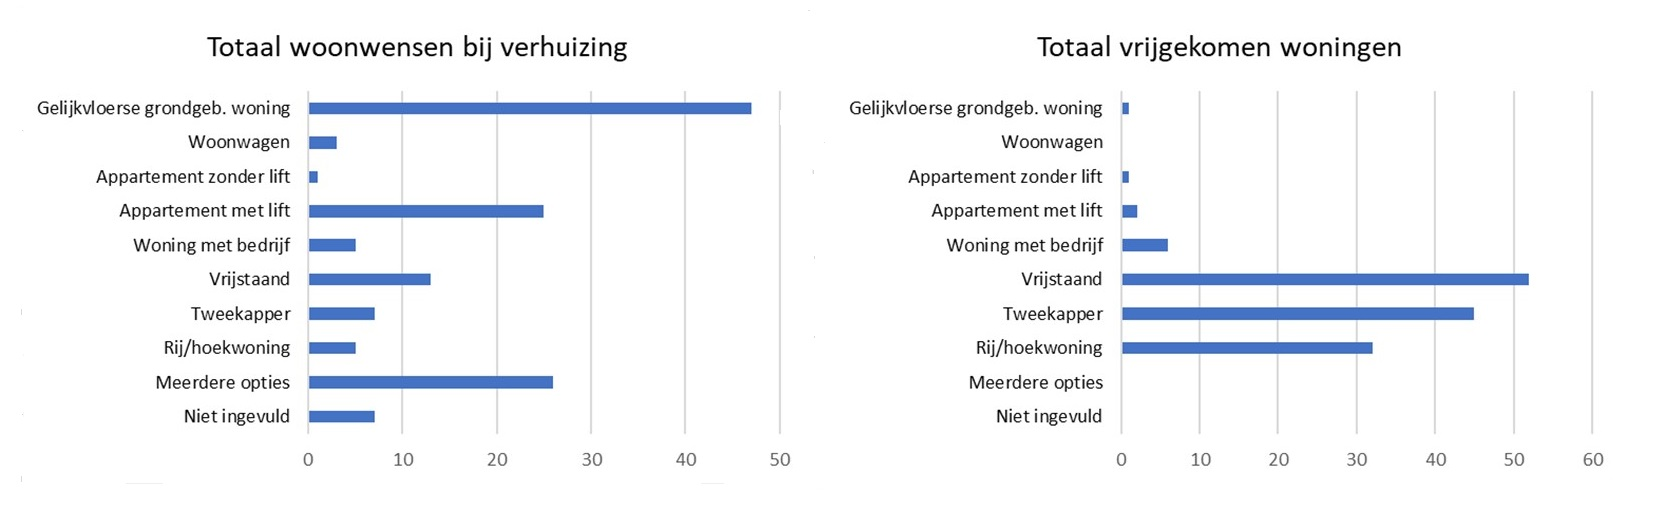 Totaal woonwensen bij verhuizing
Gelijkvloerse grondgeb. woning
Woonwagen
Appartement zonder lift
Appartement met lift
Woning met bedrijf
Vrijstaand
Tweekapper
Rij/hoekwoning
Meerdere opties
Niet ingevuld
0 10 20 30 40 50
Totaal vrijgekomen woningen
Gelijkvloerse grondgeb. woning
Woonwagen
Appartement zonder lift
Appartement met lift
Woning met bedrijf
Vrijstaand
Tweekapper
Rij/hoekwoning
Meerdere opties
Niet ingevuld
0 10 20 30 40 50 60